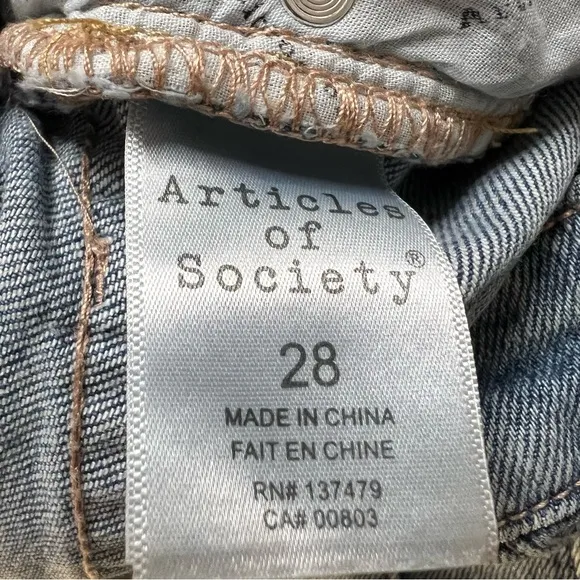 Articles
of
Society®
28
MADE IN CHINA
FAIT EN CHINE
RN# 137479
CA# 00803